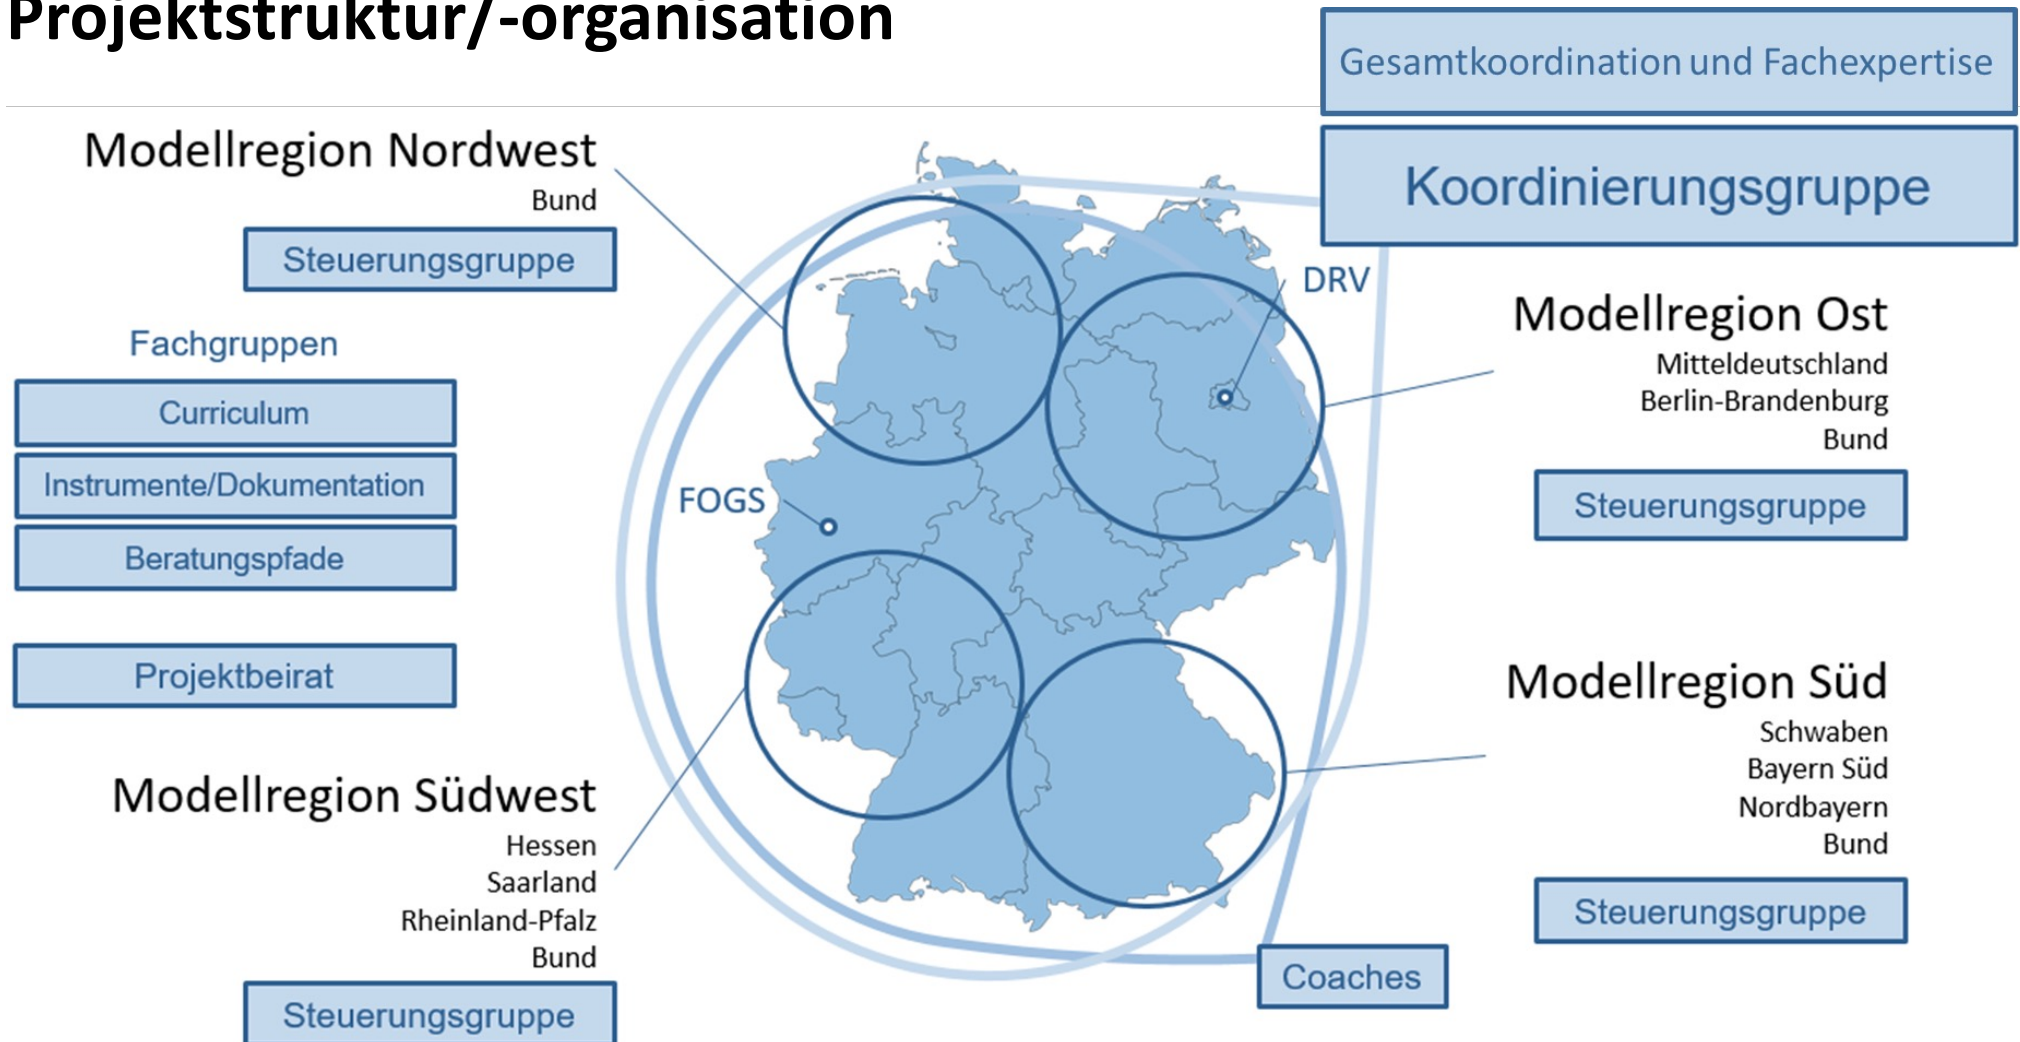 Projektstruktur/-organisation
Gesamtkoordination und Fachexpertise
Koordinierungsgruppe
Modellregion Nordwest
Bund
Steuerungsgruppe
Fachgruppen
Curriculum
Instrumente/Dokumentation
Beratungspfade
Projektbeirat
Modellregion Südwest
Hessen
Saarland
Rheinland-Pfalz
Bund
Steuerungsgruppe
FOGS
DRV
Modellregion Ost
Mitteldeutschland
Berlin-Brandenburg
Bund
Steuerungsgruppe
Modellregion Süd
Schwaben
Bayern Süd
Nordbayern
Bund
Steuerungsgruppe
Coaches